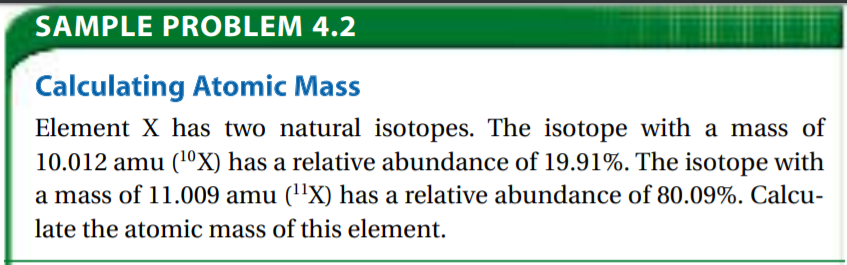 SAMPLE PROBLEM 4.2
Calculating Atomic Mass
Element X has two natural isotopes. The isotope with a mass of
10.012 amu (¹⁰X) has a relative abundance of 19.91%. The isotope with
a mass of 11.009 amu (¹¹X) has a relative abundance of 80.09%. Calcu-
late the atomic mass of this element.